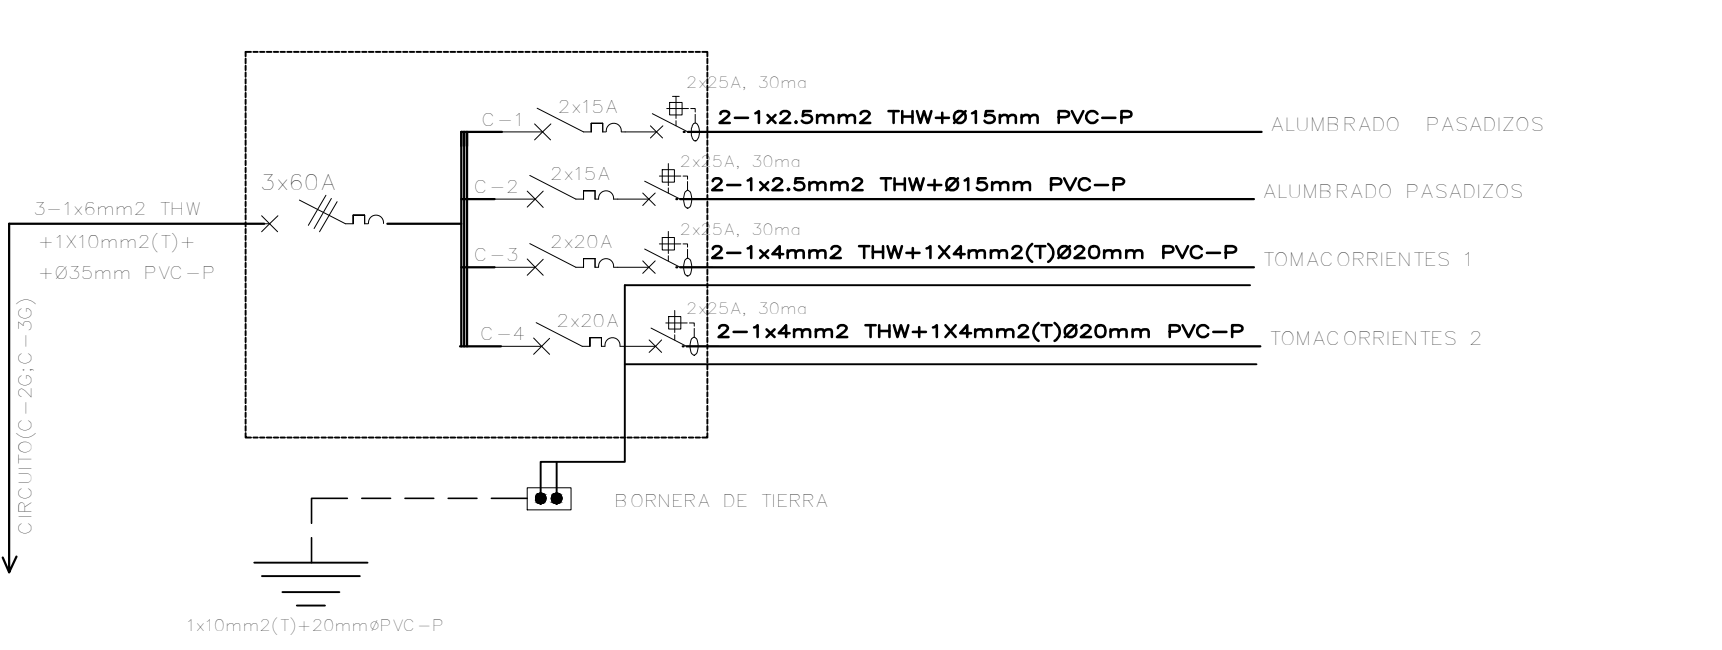 2x25A, 30ma
C-1
2x15A
2-1x2.5mm2 THW+Ø15mm PVC-P
ALUMBRADO PASADIZOS
2x25A, 30ma
C-2
2x15A
2-1x2.5mm2 THW+Ø15mm PVC-P
ALUMBRADO PASADIZOS
3x60A
3-1x6mm2 THW
+1X10mm2(T)+
+Ø35mm PVC-P
2x25A, 30ma
C-3
2x20A
2-1x4mm2 THW+1X4mm2(T)Ø20mm PVC-P
TOMACORRIENTES 1
2x25A, 30ma
C-4
2x20A
2-1x4mm2 THW+1X4mm2(T)Ø20mm PVC-P
TOMACORRIENTES 2
CIRCUITO(C-2G;C-3G)
BORNERA DE TIERRA
1x10mm2(T)+20mmøPVC-P